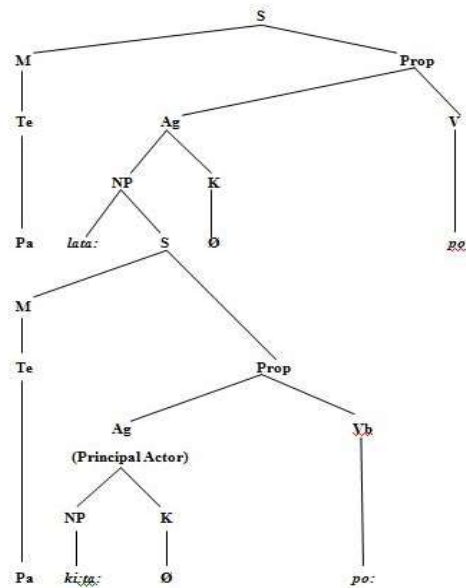 S
M Prop
Te Ag V
NP K
Pa lata: Ø po
S
M
Te Prop
Ag Vb
(Principal Actor)
NP K
Pa ki:ta: Ø po: